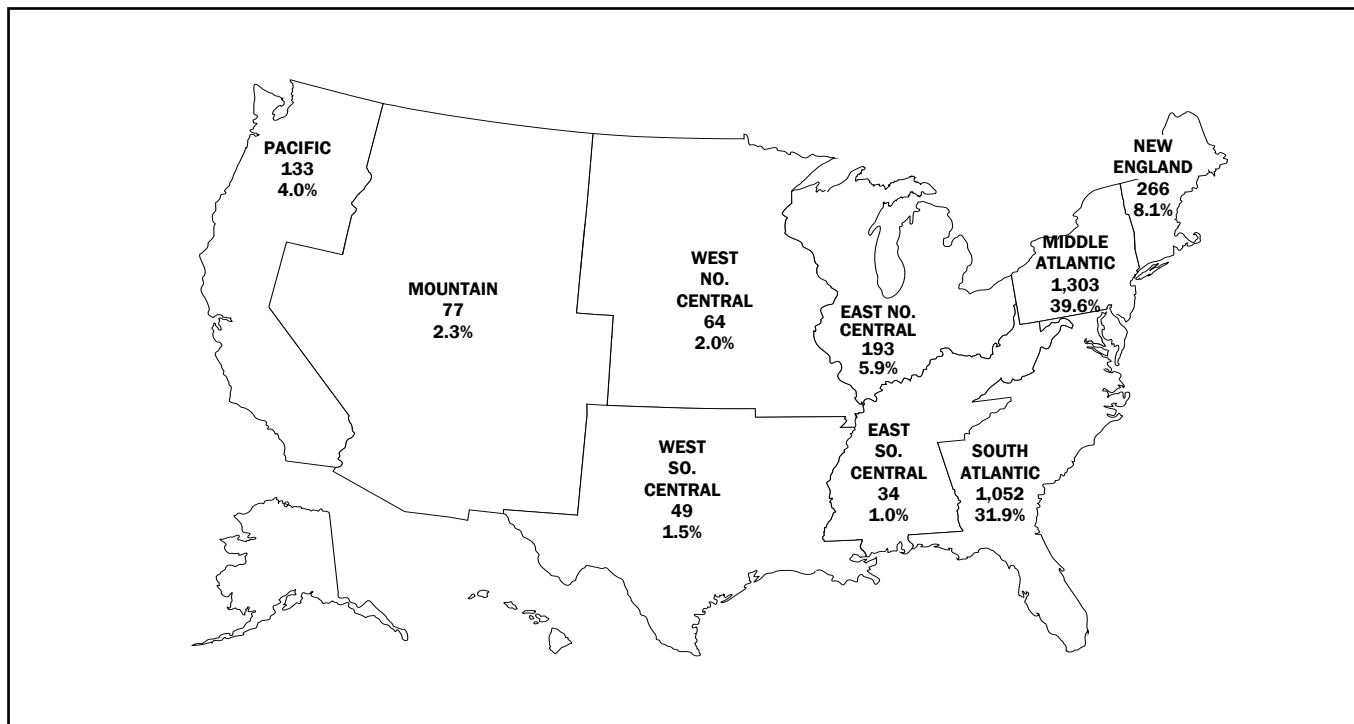 PACIFIC
133
4.0%
MOUNTAIN
77
2.3%
WEST
NO.
CENTRAL
64
2.0%
WEST
SO.
CENTRAL
49
1.5%
EAST NO.
CENTRAL
193
5.9%
EAST
SO.
CENTRAL
34
1.0%
SOUTH
ATLANTIC
1,052
31.9%
MIDDLE
ATLANTIC
1,303
39.6%
NEW
ENGLAND
266
8.1%